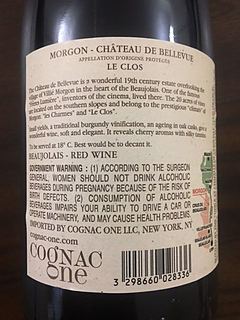 MORGON - CHÂTEAU DE BELLEVUE
APPELLATION D'ORIGINE PROTÉGÉE
LE CLOS
The Château de Bellevue is a wonderful 19th century estate overlooking the
village of Villié Morgon in the heart of the Beaujolais. One of the famous
"Frères Lumière", inventors of the cinema, lived there. The 20 acres of vines
are located on the southern slopes and belong to the prestigious "climats" of
Morgon, "les Charmes" and "Le Clos".
Small yields, a traditional burgundy vinification, an ageing in oak casks, give a
wonderful wine, soft and elegant. It reveals cherry aromas with silky tannins.
To be served at 18° C. Best would be to decant it.
BEAUJOLAIS - RED WINE
GOVERNMENT WARNING : (1) ACCORDING TO THE SURGEON
GENERAL, WOMEN SHOULD NOT DRINK ALCOHOLIC
BEVERAGES DURING PREGNANCY BECAUSE OF THE RISK OF
BIRTH DEFECTS. (2) CONSUMPTION OF ALCOHOLIC
BEVERAGES IMPAIRS YOUR ABILITY TO DRIVE A CAR OR
OPERATE MACHINERY, AND MAY CAUSE HEALTH PROBLEMS.
IMPORTED BY COGNAC ONE LLC, NEW YORK, NY
cognac-one.com
COGNAC
one
3 298660 028336
MORGON